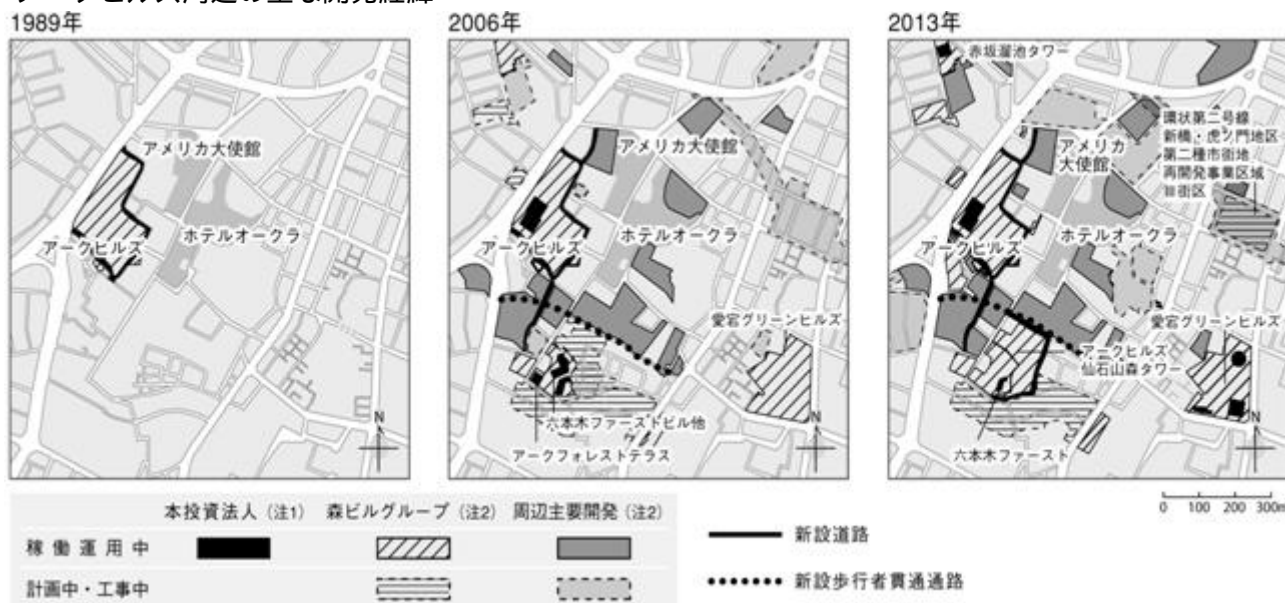 1989年
アメリカ大使館
アークヒルズ
ホテルオークラ
N
2006年
アメリカ大使館
アークヒルズ
ホテルオークラ
愛宕グリーンヒルズ
六本木ファーストビル他
アークフォレストテラス
N
2013年
赤坂溜池タワー
環状第二号線
新橋・虎ノ門地区
第二種市街地
再開発事業区域
III街区
アメリカ
大使館
アークヒルズ
ホテルオークラ
愛宕グリーンヒルズ
アークヒルズ
仙石山森タワー
六本木ファースト
N
0 100 200 300m
本投資法人(注1) 森ビルグループ(注2) 周辺主要開発(注2)
稼働運用中
計画中・工事中
新設道路
新設歩行者貫通通路